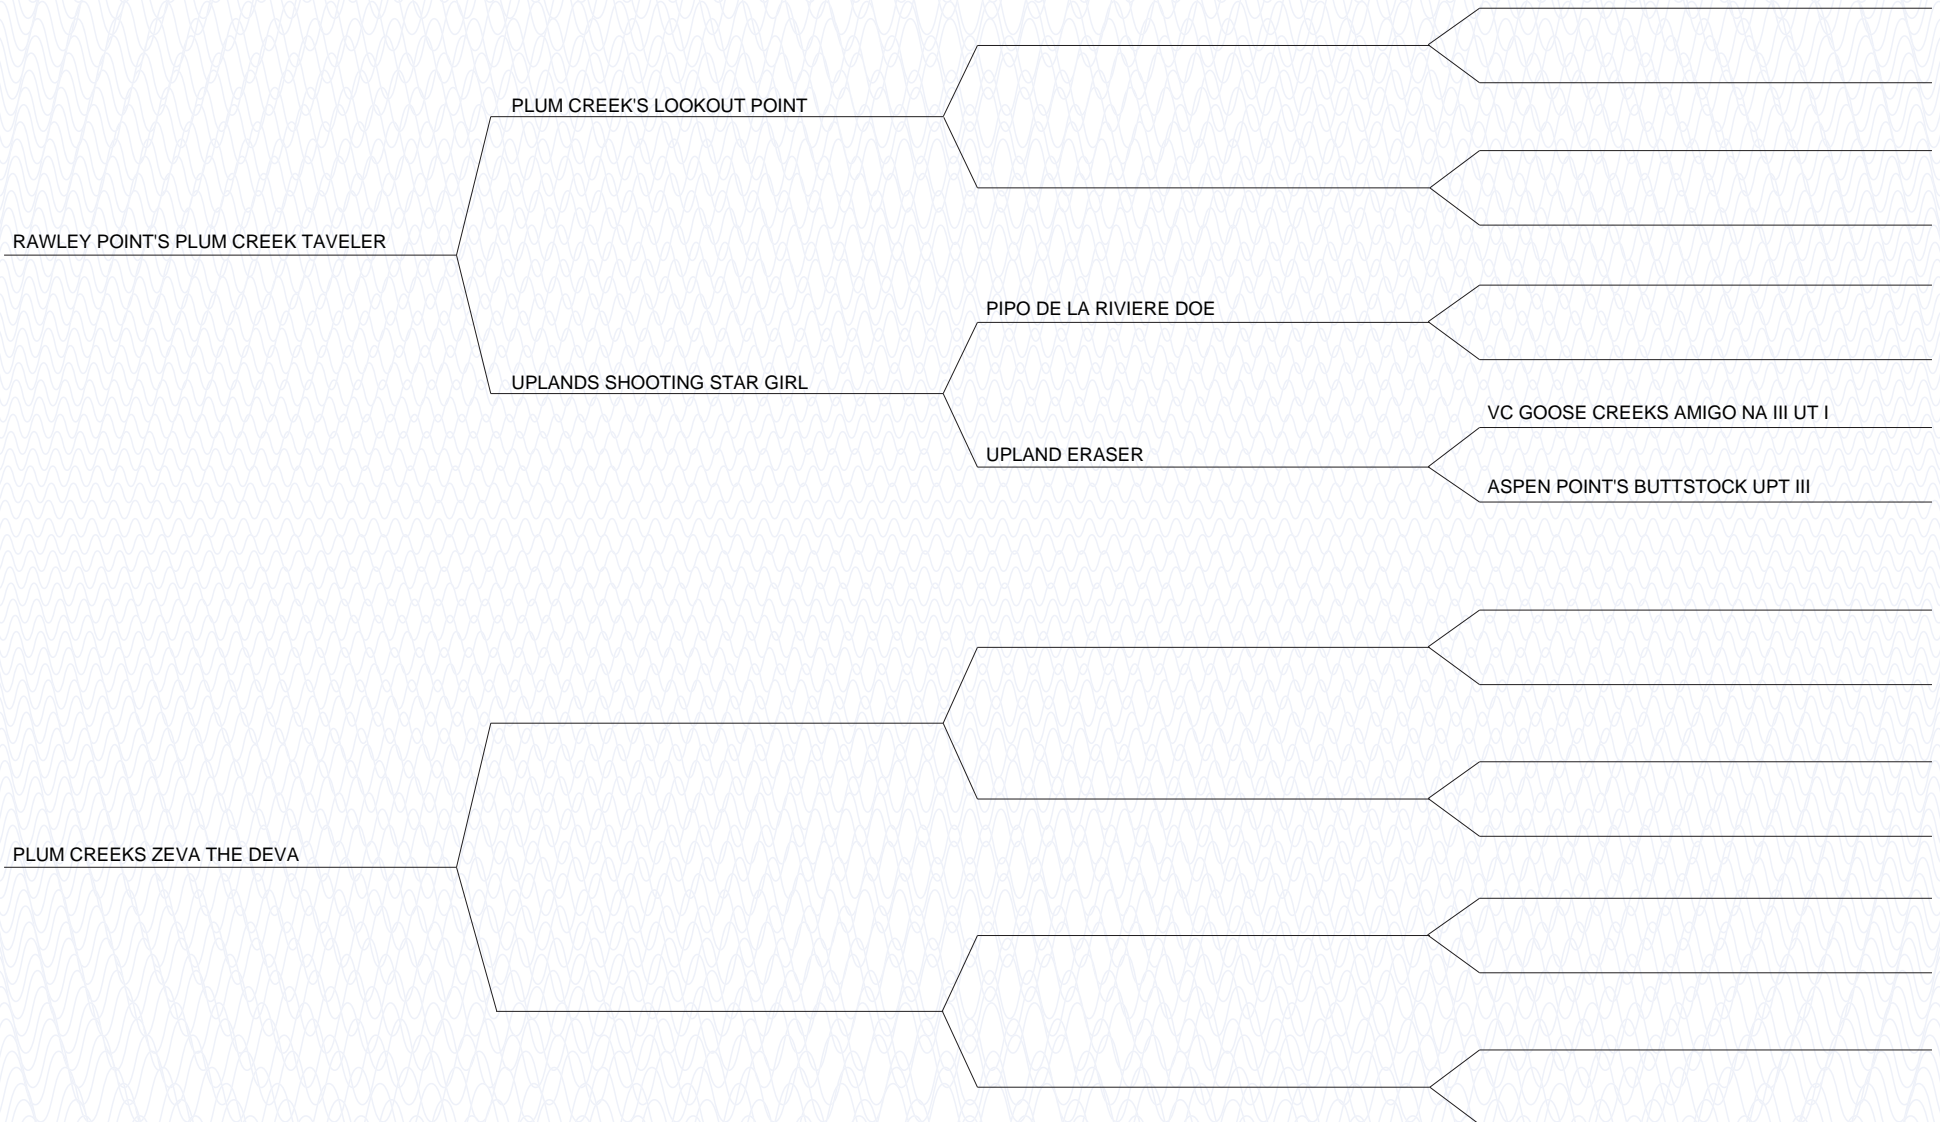 PLUM CREEK'S LOOKOUT POINT
RAWLEY POINT'S PLUM CREEK TAVELER
PIPO DE LA RIVIERE DOE
UPLANDS SHOOTING STAR GIRL
VC GOOSE CREEKS AMIGO NA III UT I
UPLAND ERASER
ASPEN POINT'S BUTTSTOCK UPT III
PLUM CREEKS ZEVA THE DEVA